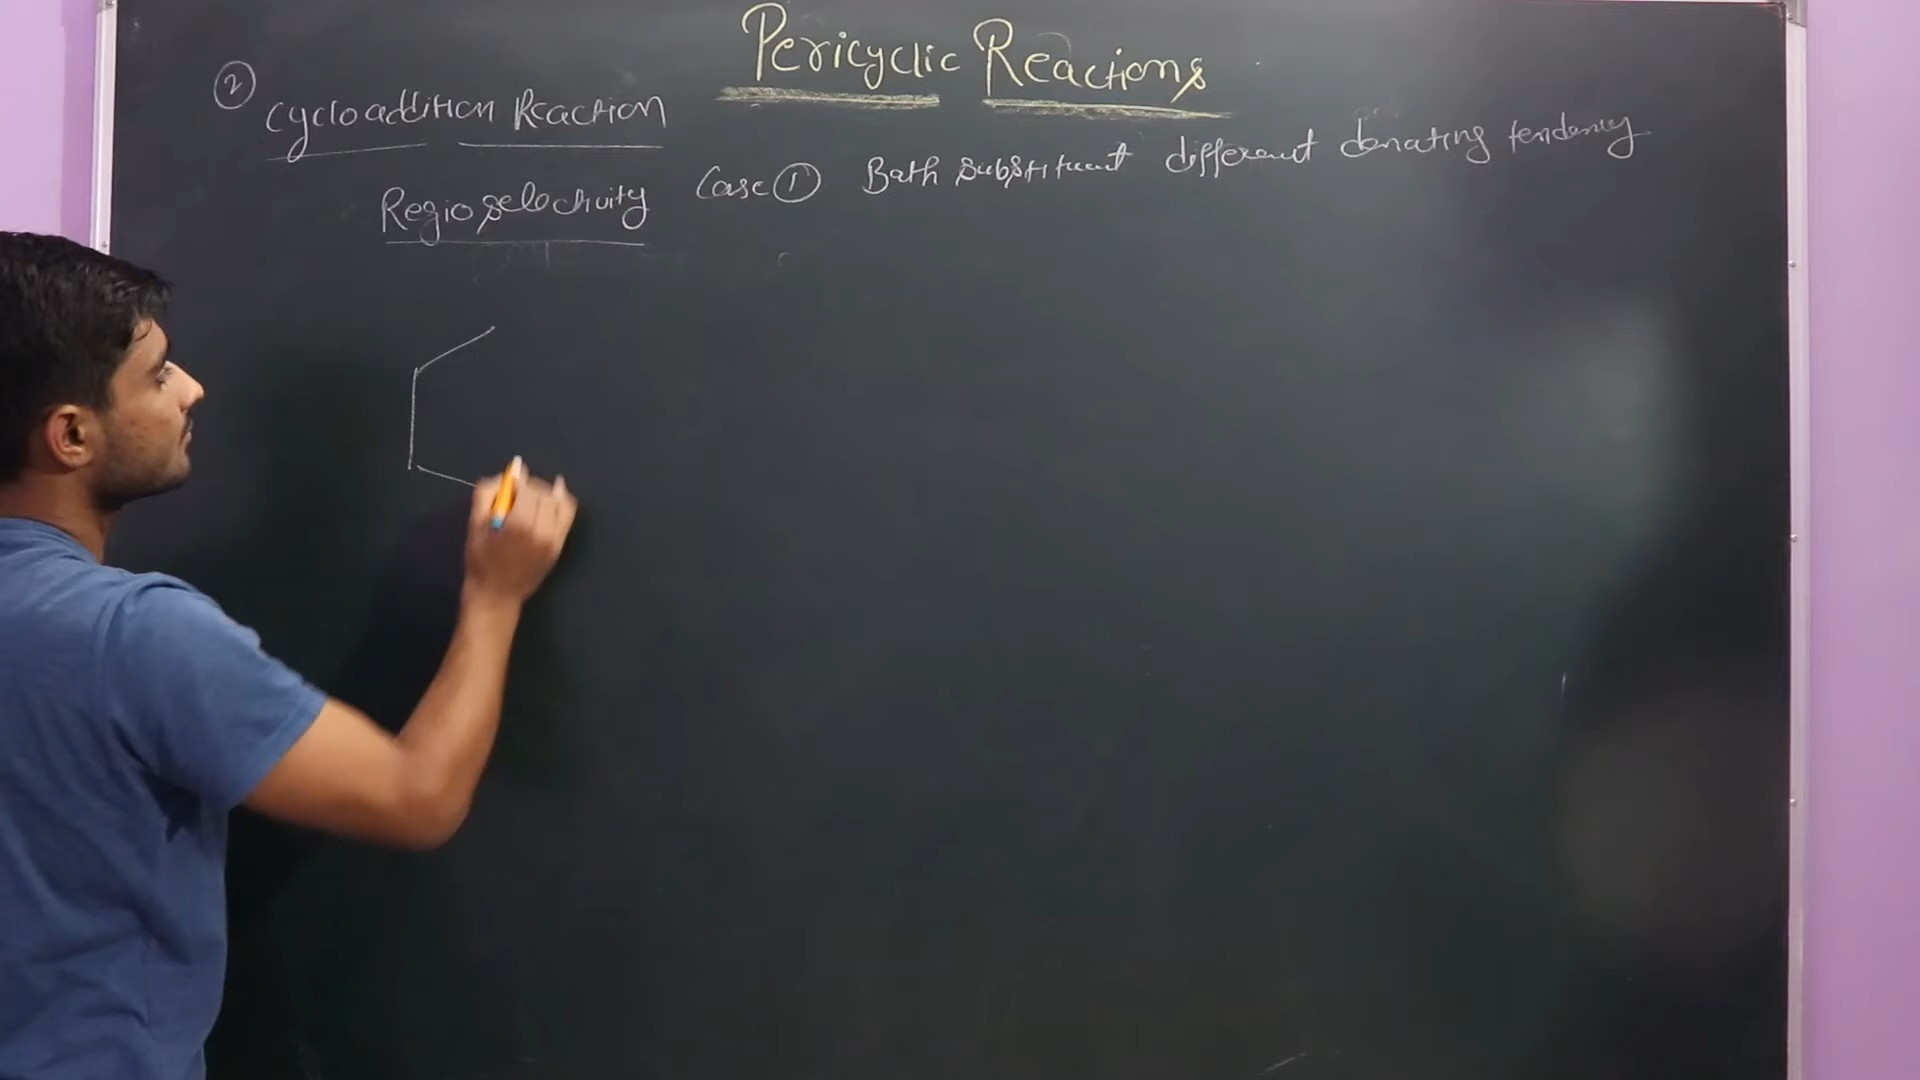 Pericyclic Reactions
② Cycloaddition Reaction
Regioselectivity Case ① Both substituent different donating tendency